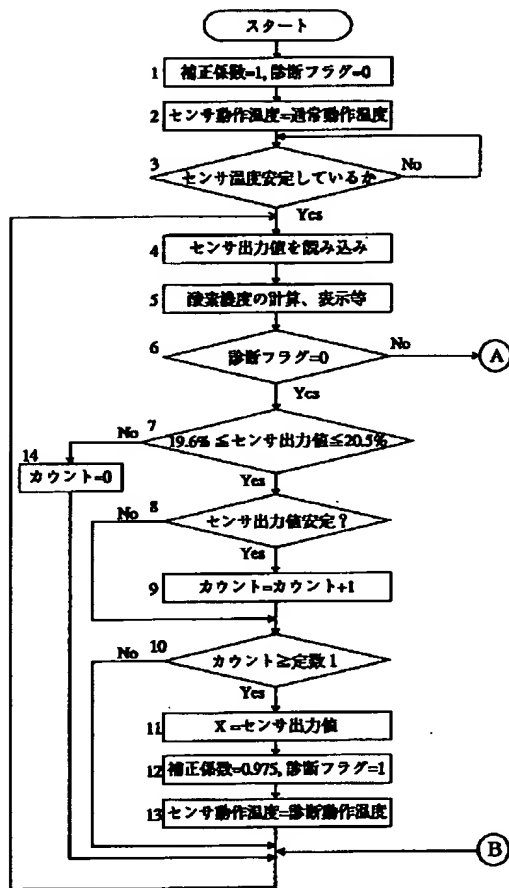 スタート
1 補正係数=1, 診断フラグ=0
2 センサ動作温度=通常動作温度
3 センサ温度安定しているか
No
Yes
4 センサ出力値を読み込み
5 酸素濃度の計算、表示等
6 診断フラグ=0
No
A
Yes
7 19.6% ≦センサ出力値≦20.5%
No
14 カウント=0
Yes
8 センサ出力値安定?
No
Yes
9 カウント=カウント+1
10 カウント≧定数1
No
Yes
11 X=センサ出力値
12 補正係数=0.975, 診断フラグ=1
13 センサ動作温度=診断動作温度
B